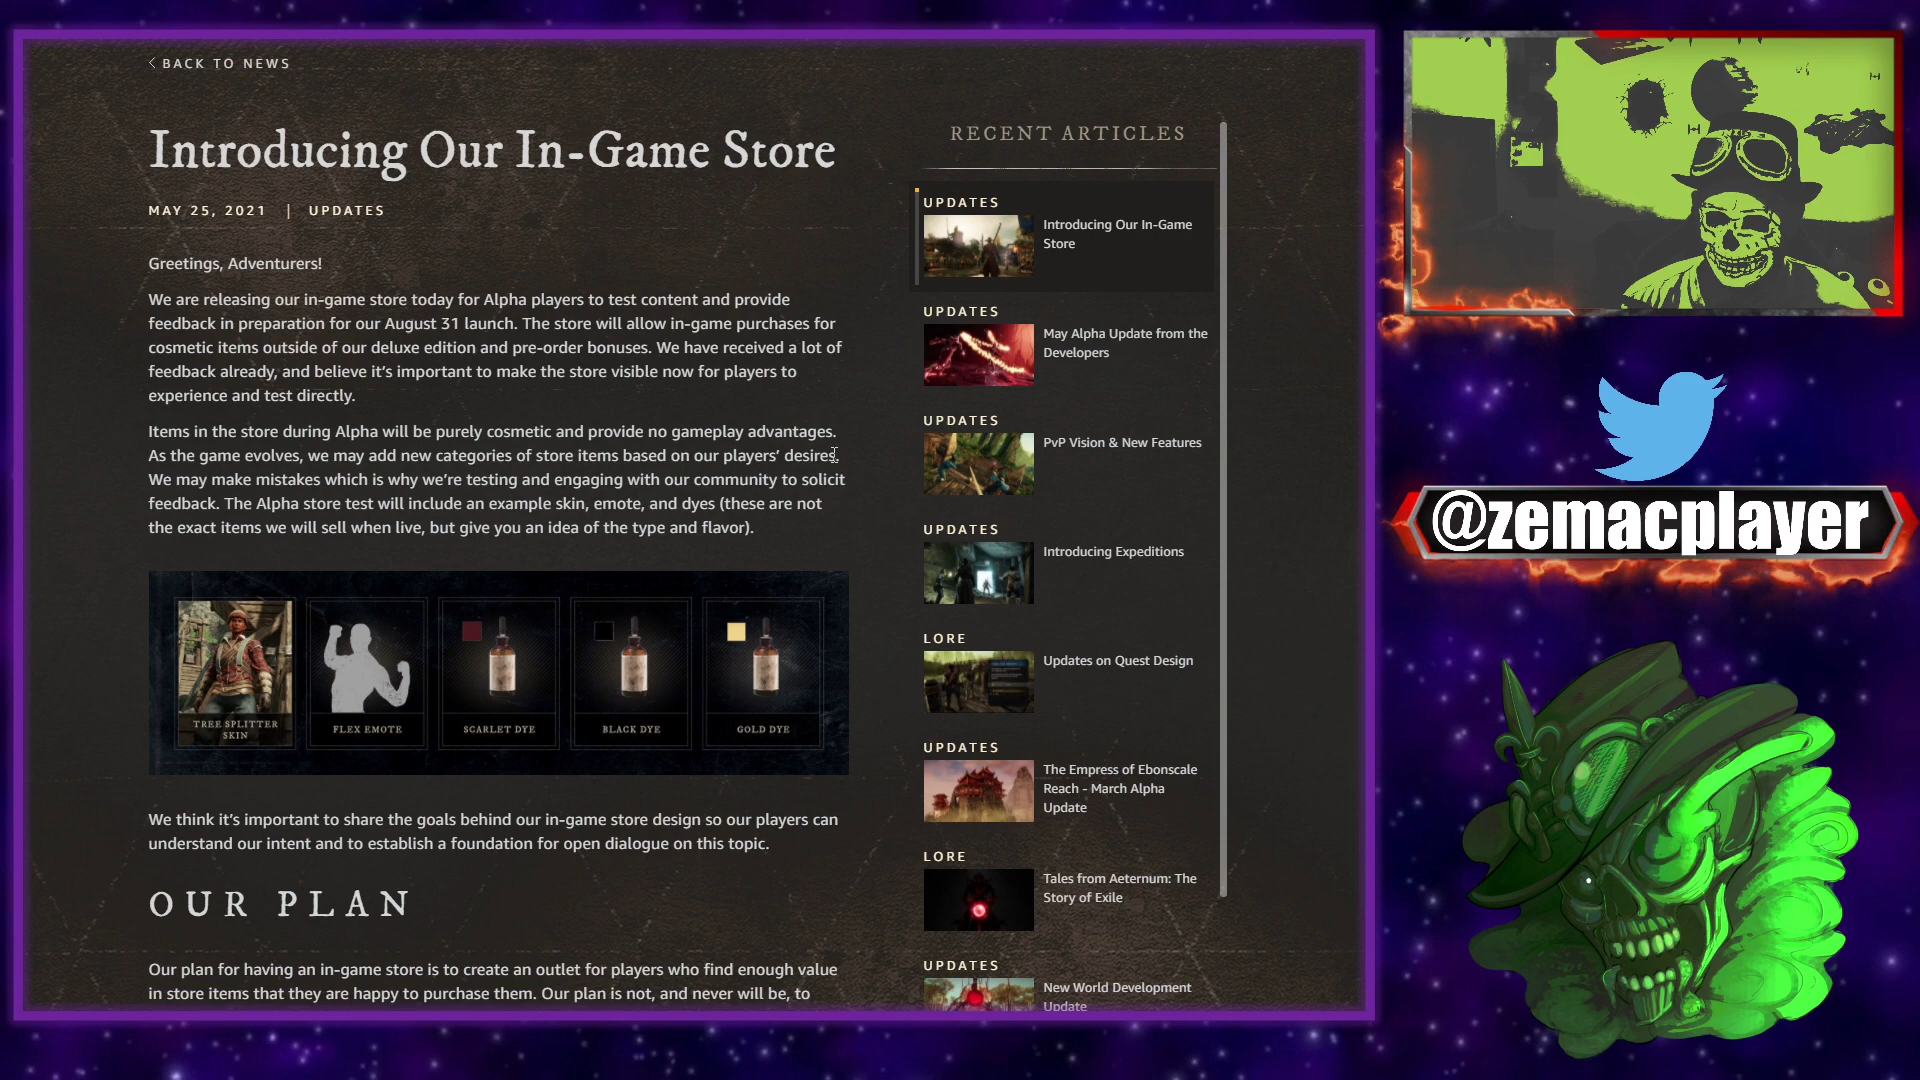 BACK TO NEWS
Introducing Our In-Game Store
MAY 25, 2021 | UPDATES
Greetings, Adventurers!
We are releasing our in-game store today for Alpha players to test content and provide
feedback in preparation for our August 31 launch. The store will allow in-game purchases for
cosmetic items outside of our deluxe edition and pre-order bonuses. We have received a lot of
feedback already, and believe it’s important to make the store visible now for players to
experience and test directly.
Items in the store during Alpha will be purely cosmetic and provide no gameplay advantages.
As the game evolves, we may add new categories of store items based on our players’ desires.
We may make mistakes which is why we’re testing and engaging with our community to solicit
feedback. The Alpha store test will include an example skin, emote, and dyes (these are not
the exact items we will sell when live, but give you an idea of the type and flavor).
TREE SPLITTER
SKIN
FLEX EMOTE
SCARLET DYE
BLACK DYE
GOLD DYE
We think it’s important to share the goals behind our in-game store design so our players can
understand our intent and to establish a foundation for open dialogue on this topic.
OUR PLAN
Our plan for having an in-game store is to create an outlet for players who find enough value
in store items that they are happy to purchase them. Our plan is not, and never will be, to
RECENT ARTICLES
UPDATES
Introducing Our In-Game
Store
UPDATES
May Alpha Update from the
Developers
UPDATES
PvP Vision & New Features
UPDATES
Introducing Expeditions
LORE
Updates on Quest Design
UPDATES
The Empress of Ebonscale
Reach - March Alpha
Update
LORE
Tales from Aeternum: The
Story of Exile
UPDATES
New World Development
Update
@zemacplayer